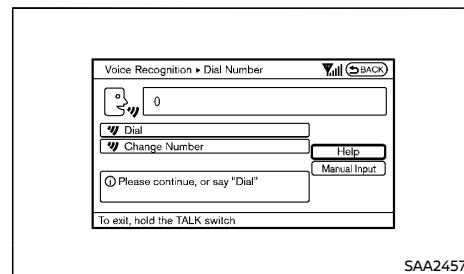 Voice Recognition ▸ Dial Number
BACK
0
Dial
Change Number
Help
Manual Input
Please continue, or say "Dial"
To exit, hold the TALK switch
SAA2457